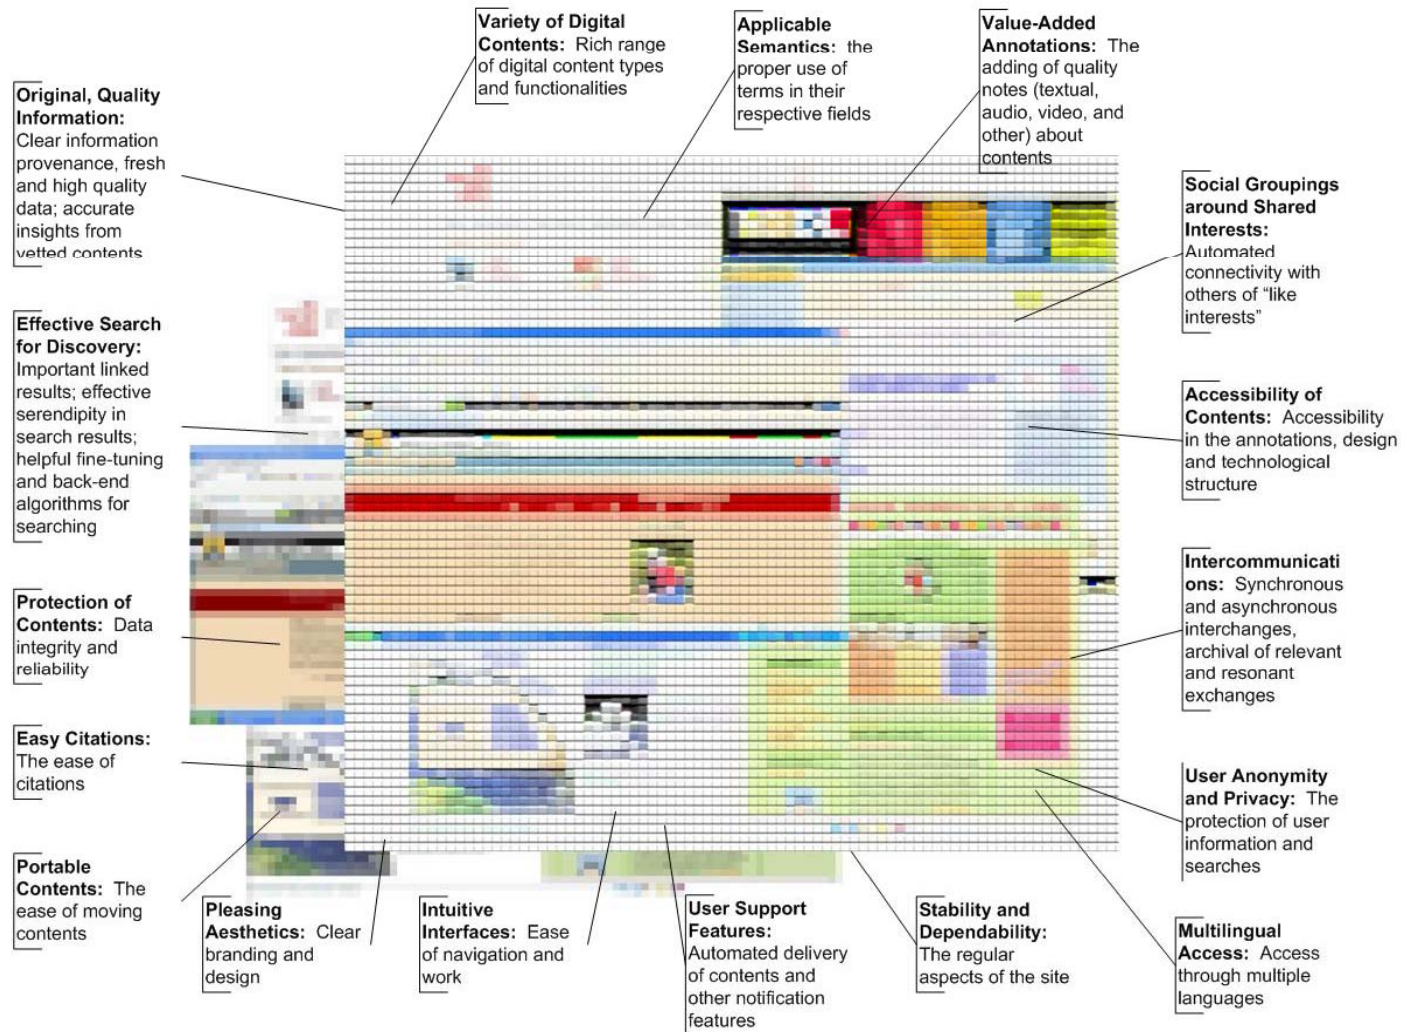 Variety of Digital
Contents: Rich range
of digital content types
and functionalities
Applicable
Semantics: the
proper use of
terms in their
respective fields
Value-Added
Annotations: The
adding of quality
notes (textual,
audio, video, and
other) about
contents
Original, Quality
Information:
Clear information
provenance, fresh
and high quality
data; accurate
insights from
vetted contents
Social Groupings
around Shared
Interests:
Automated
connectivity with
others of “like
interests”
Effective Search
for Discovery:
Important linked
results; effective
serendipity in
search results;
helpful fine-tuning
and back-end
algorithms for
searching
Accessibility of
Contents: Accessibility
in the annotations, design
and technological
structure
Protection of
Contents: Data
integrity and
reliability
Intercommunicati
ons: Synchronous
and asynchronous
interchanges,
archival of relevant
and resonant
exchanges
Easy Citations:
The ease of
citations
User Anonymity
and Privacy: The
protection of user
information and
searches
Portable
Contents: The
ease of moving
contents
Pleasing
Aesthetics: Clear
branding and
design
Intuitive
Interfaces: Ease
of navigation and
work
User Support
Features:
Automated delivery
of contents and
other notification
features
Stability and
Dependability:
The regular
aspects of the site
Multilingual
Access: Access
through multiple
languages